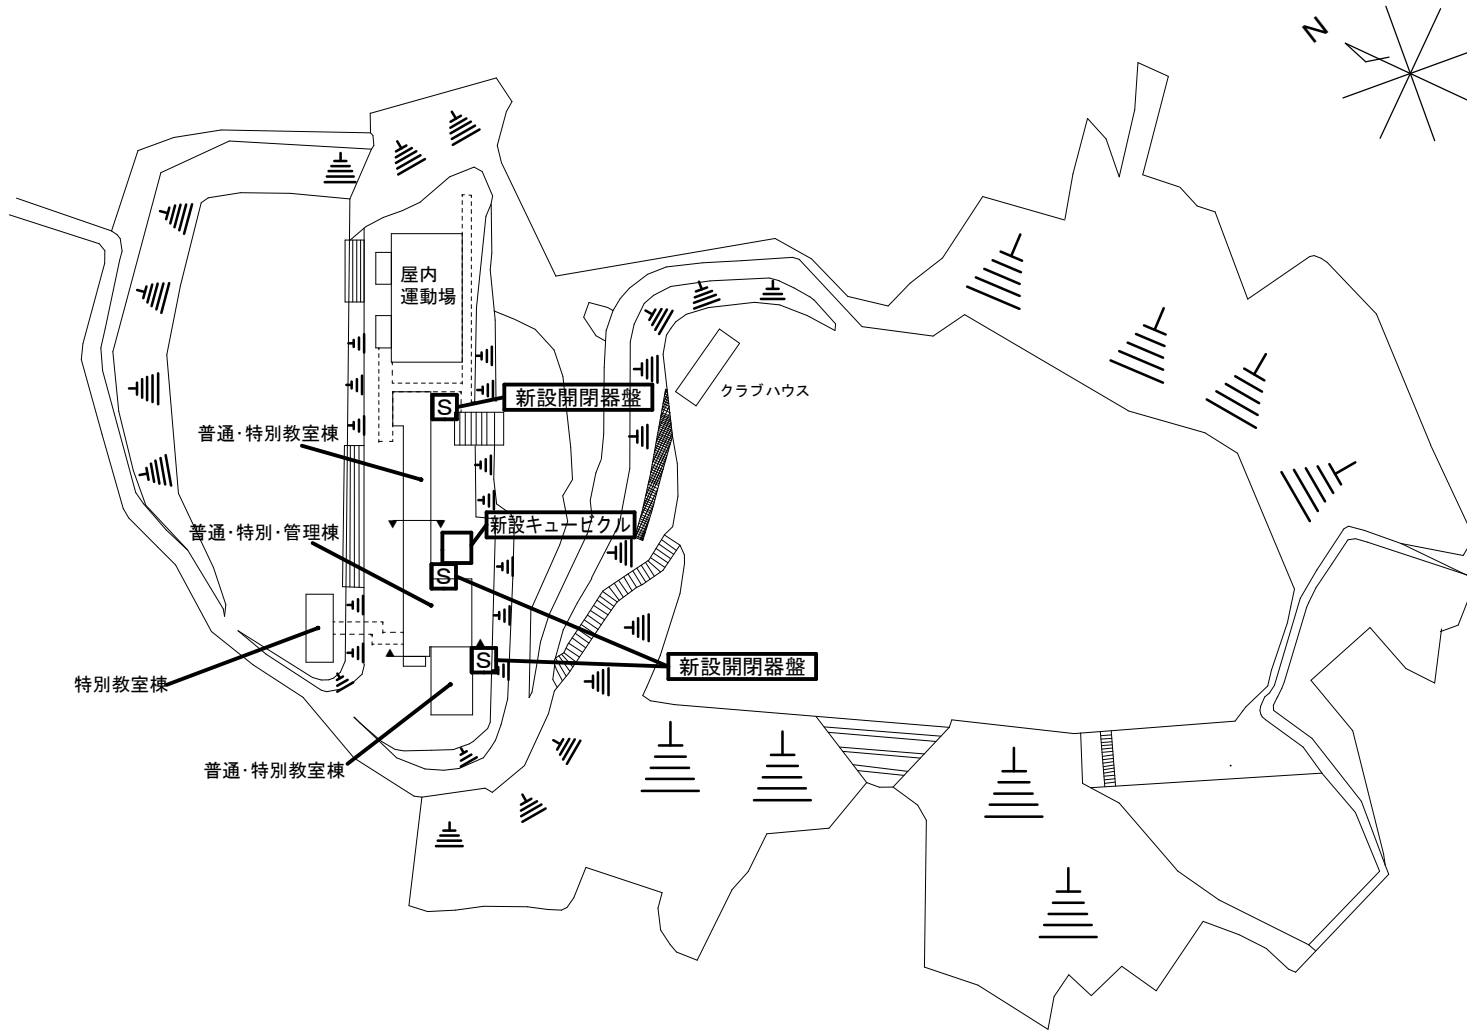 N
屋内
運動場
クラブハウス
S
新設開閉器盤
普通・特別教室棟
新設キュービクル
普通・特別・管理棟
S
S
新設開閉器盤
特別教室棟
普通・特別教室棟